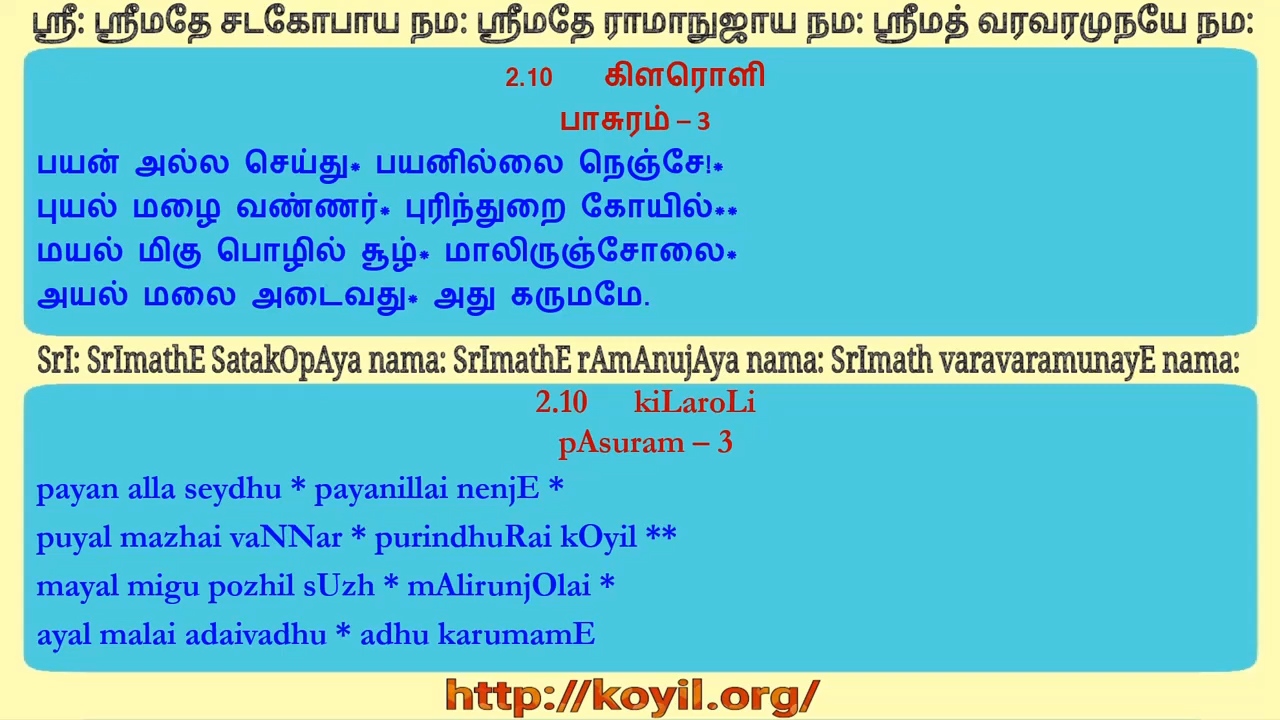 ஸ்ரீ: ஸ்ரீமதே சடகோபாய நம: ஸ்ரீமதே ராமாநுஜாய நம: ஸ்ரீமத் வரவரமுநயே நம:
2.10 கிளரொளி
பாசுரம் – 3
பயன் அல்ல செய்து* பயனில்லை நெஞ்சே!*
புயல் மழை வண்ணர்* புரிந்துறை கோயில்**
மயல் மிகு பொழில் சூழ்* மாலிருஞ்சோலை*
அயல் மலை அடைவது* அது கருமமே.
SrI: SrImathE SatakOpAya nama: SrImathE rAmAnujAya nama: SrImath varavaramunayE nama:
2.10 kiLaroLi
pAsuram – 3
payan alla seydhu * payanillai nenjE *
puyal mazhai vaNNar * purindhuRai kOyil **
mayal migu pozhil sUzh * mAlirunjOlai *
ayal malai adaivadhu * adhu karumamE
http://koyil.org/